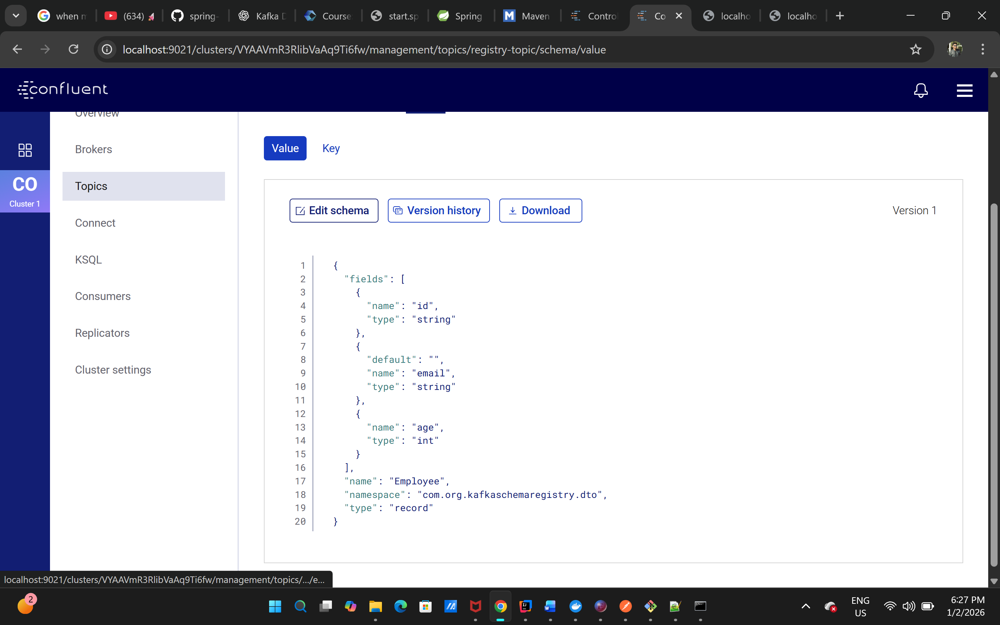 when
(634)
spring-
Kafka
Course
start.sp
Spring
M
Maven
Contro
Co
localho
localho
localhost:9021/clusters/VYAAVmR3RlibVaAq9Ti6fw/management/topics/registry-topic/schema/value
confluent
Overview
Brokers
CO
Cluster 1
Topics
Connect
KSQL
Consumers
Replicators
Cluster settings
Value Key
Edit schema Version history Download Version 1
1 {
2 "fields": [
3 {
4 "name": "id",
5 "type": "string"
6 },
7 {
8 "default": "",
9 "name": "email",
10 "type": "string"
11 },
12 {
13 "name": "age",
14 "type": "int"
15 }
16 ],
17 "name": "Employee",
18 "namespace": "com.org.kafkaschemaregistry.dto",
19 "type": "record"
20 }
localhost:9021/clusters/VYAAVmR3RlibVaAq9Ti6fw/management/topics/.../e...
2
ENG
US
6:27 PM
1/2/2026